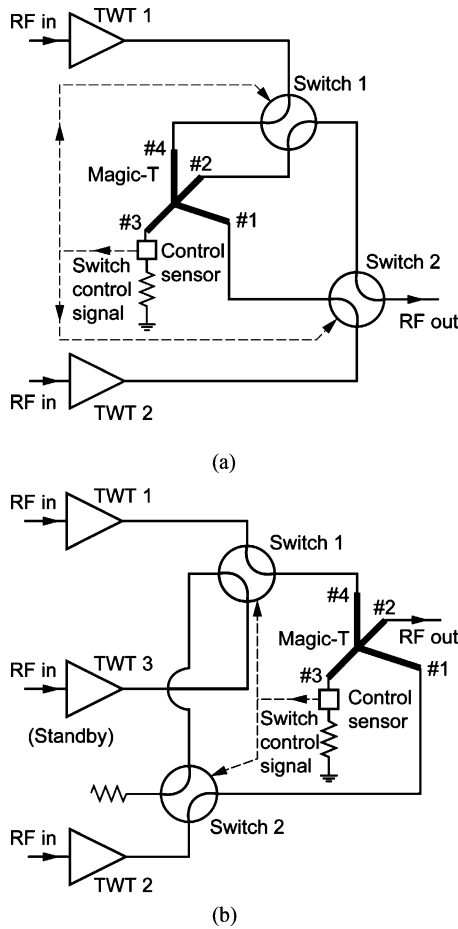 RF in
TWT 1
Switch 1
#4
#2
Magic-T
#3
#1
Control
sensor
Switch
control
signal
Switch 2
RF out
RF in
TWT 2
(a)
RF in
TWT 1
Switch 1
#4
#2
RF out
Magic-T
#1
#3
RF in
TWT 3
(Standby)
Control
sensor
Switch
control
signal
Switch 2
RF in
TWT 2
(b)